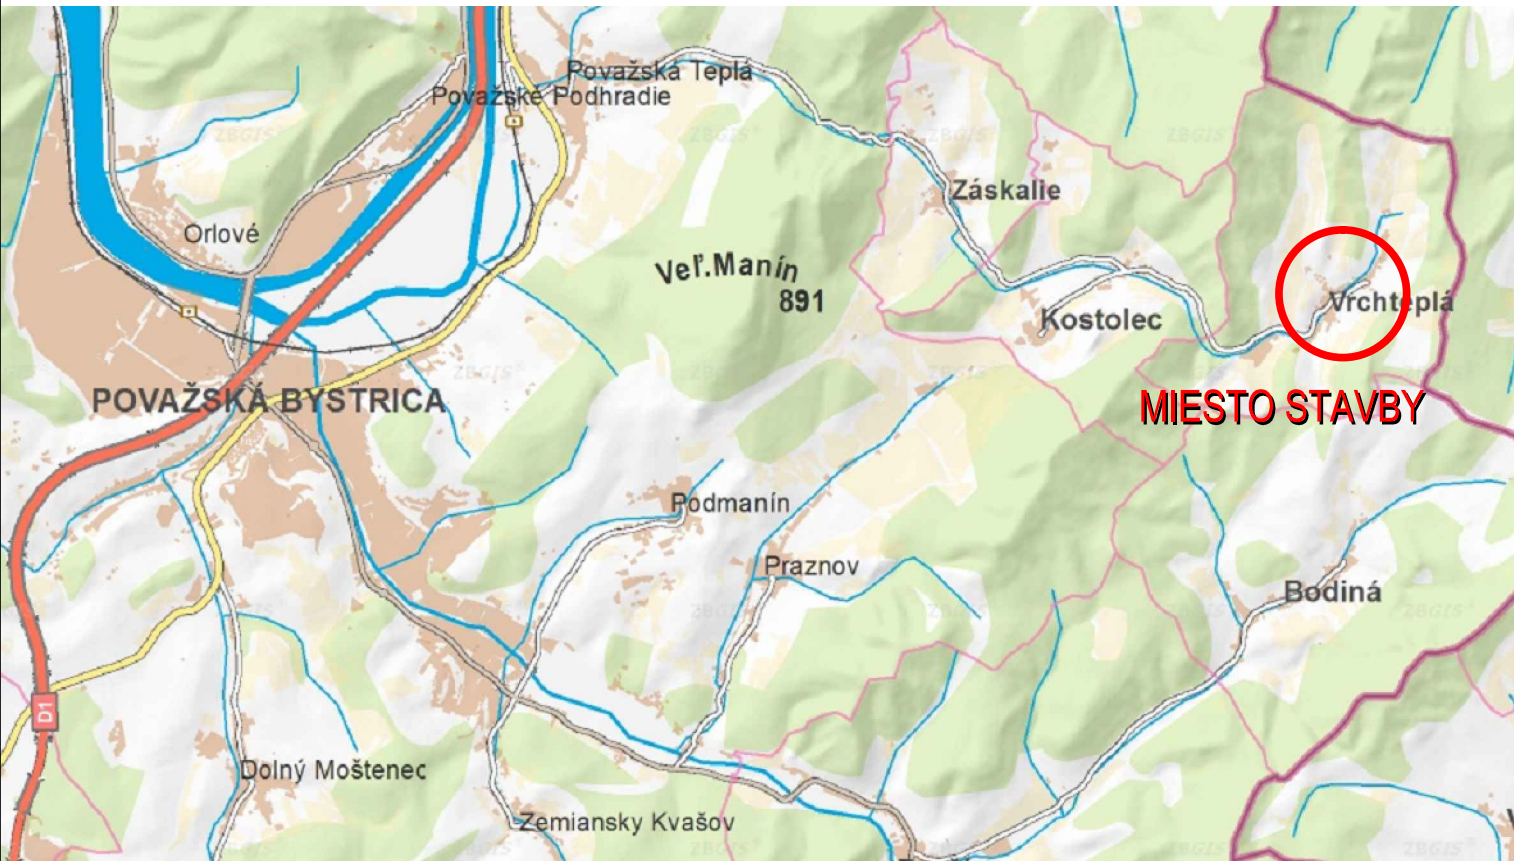 Považská Teplá
Považské Podhradie
Záskalie
Orlové
Veľ.Manín
891
Vrchteplá
Kostolec
POVAŽSKÁ BYSTRICA
MIESTO STAVBY
Podmanín
Praznov
Bodiná
D1
Dolný Moštenec
Zemiansky Kvašov
ZBGIS